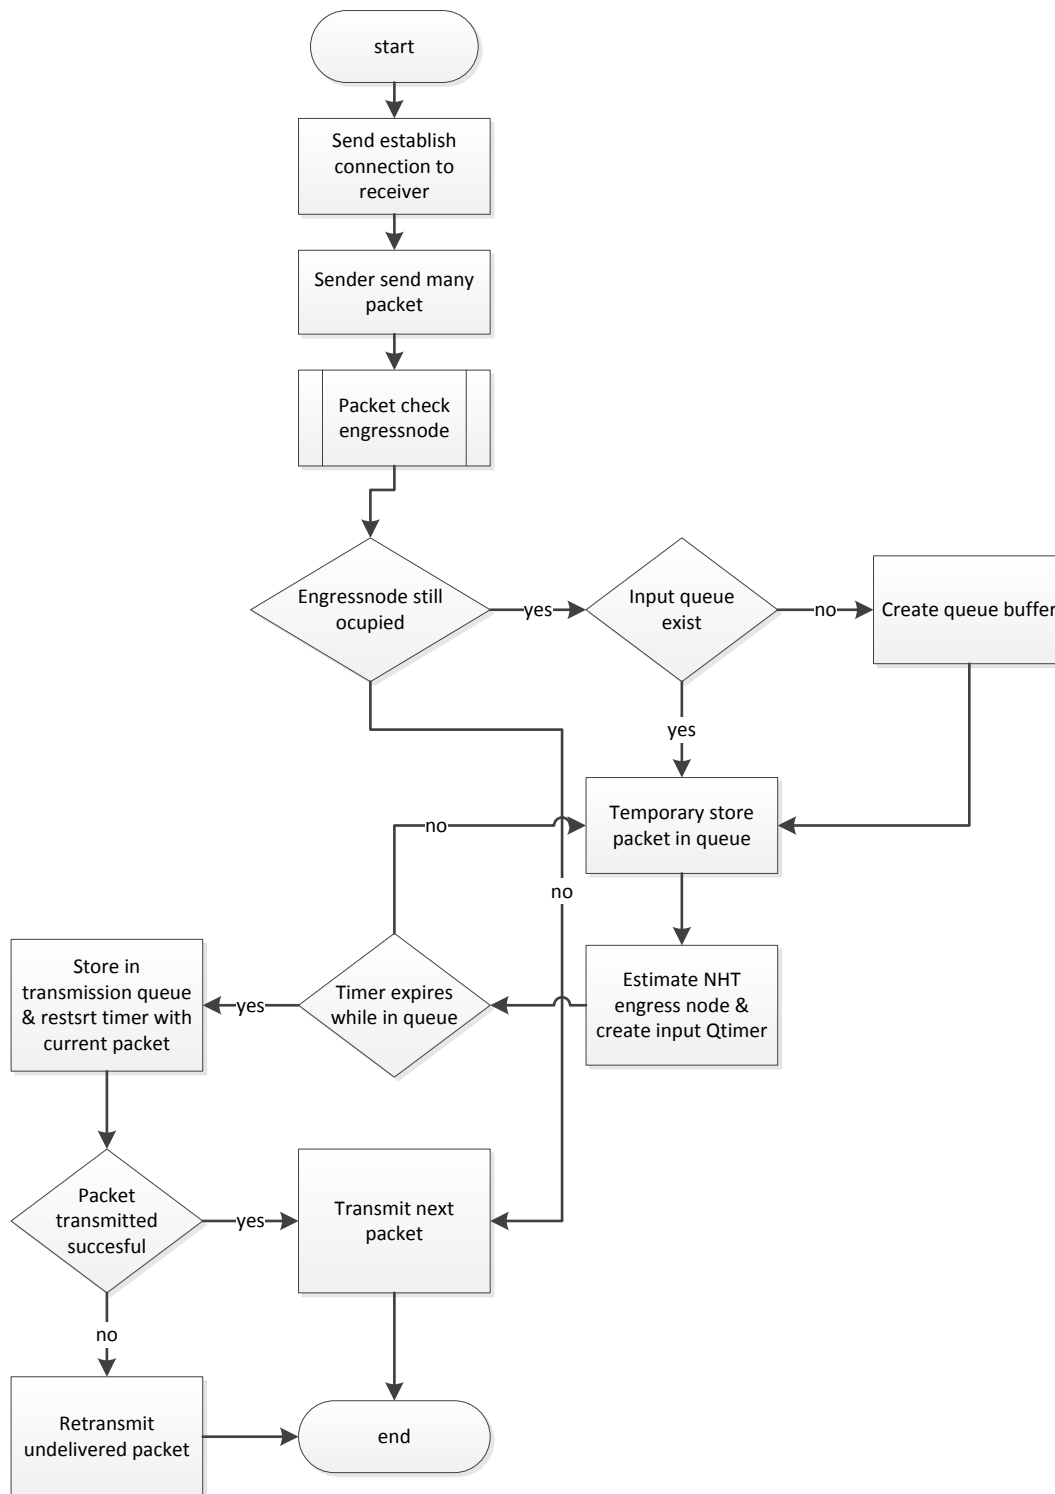 start
Send establish
connection to
receiver
Sender send many
packet
Packet check
engressnode
Engressnode still
ocupied
yes
Input queue
exist
no
Create queue buffer
yes
Temporary store
packet in queue
no
no
Store in
transmission queue
& restsrt timer with
current packet
yes
Timer expires
while in queue
Estimate NHT
engress node &
create input Qtimer
Packet
transmitted
succesful
yes
Transmit next
packet
no
Retransmit
undelivered packet
end